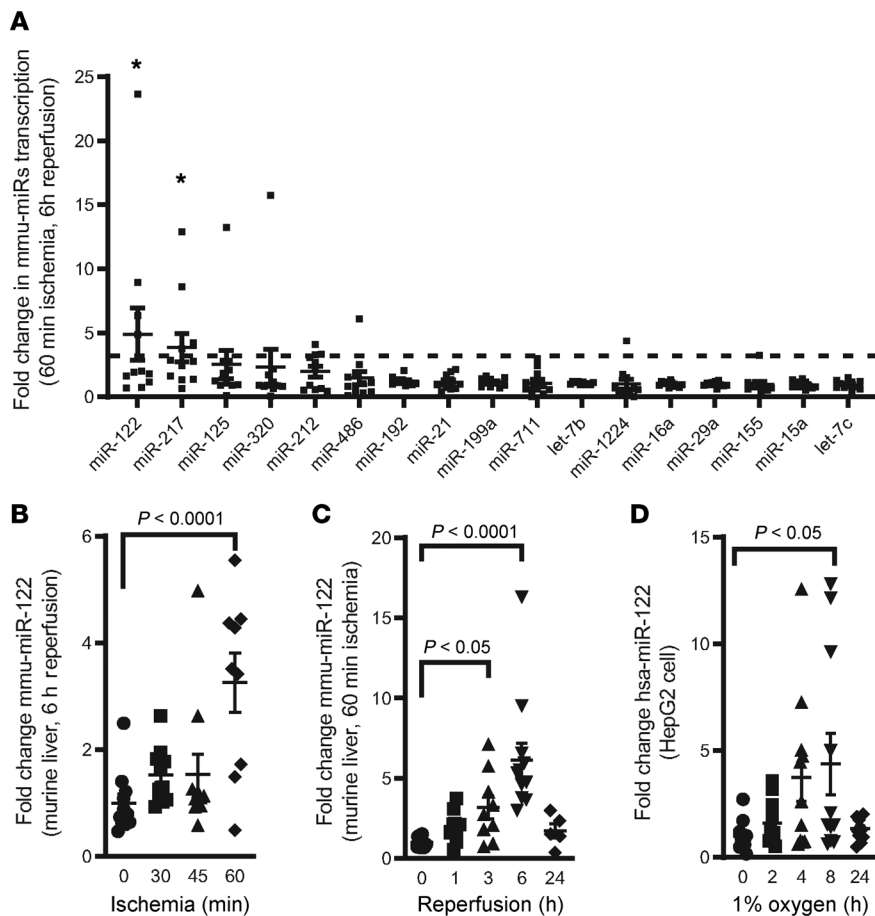 A
Fold change in mmu-miRs transcription
(60 min ischemia, 6h reperfusion)
25
20
15
10
5
0
*
*
miR-122
miR-217
miR-125
miR-320
miR-212
miR-486
miR-192
miR-21
miR-199a
miR-711
let-7b
miR-1224
miR-16a
miR-29a
miR-155
miR-15a
let-7c
B
Fold change mmu-miR-122
(murine liver, 6 h reperfusion)
6
4
2
0
P < 0.0001
0 30 45 60
Ischemia (min)
C
Fold change mmu-miR-122
(murine liver, 60 min ischemia)
20
15
10
5
0
P < 0.0001
P < 0.05
0 1 3 6 24
Reperfusion (h)
D
Fold change hsa-miR-122
(HepG2 cell)
15
10
5
0
P < 0.05
0 2 4 8 24
1% oxygen (h)